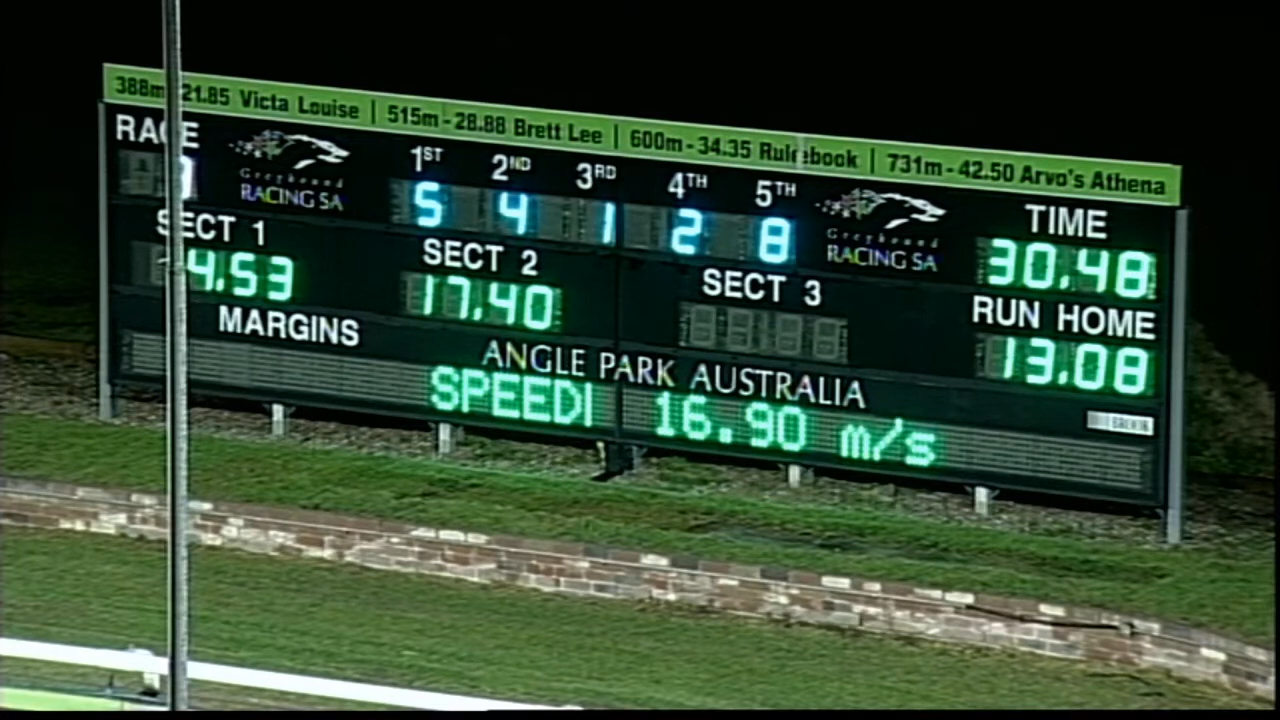 388m - 21.85 Victa Louise | 515m - 28.88 Brett Lee | 600m - 34.35 Rulebook | 731m - 42.50 Arvo's Athena
RACE
Greyhound
RACING SA
1ST 2ND 3RD 4TH 5TH
5 4 1 2 8
Greyhound
RACING SA
TIME
30.48
SECT 1
4.53
SECT 2
17.40
SECT 3
RUN HOME
13.08
MARGINS
ANGLE PARK AUSTRALIA
SPEED 16.90 m/s